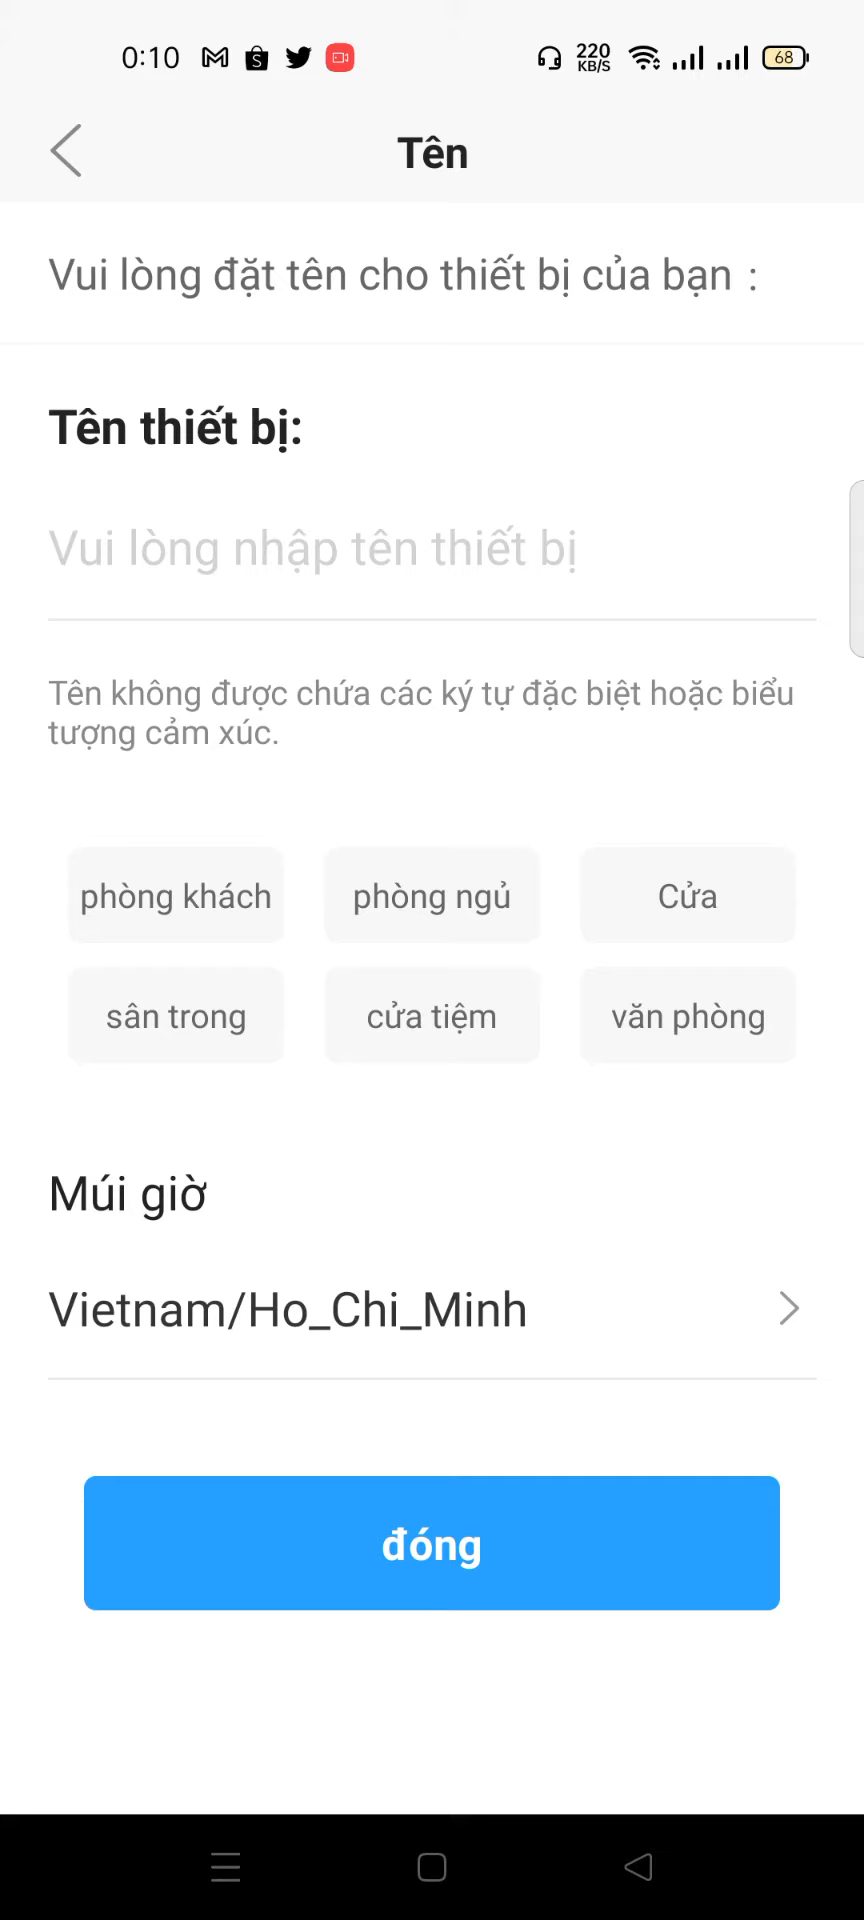 0:10
220
KB/S
68
Tên
Vui lòng đặt tên cho thiết bị của bạn :
Tên thiết bị:
Vui lòng nhập tên thiết bị
Tên không được chứa các ký tự đặc biệt hoặc biểu
tượng cảm xúc.
phòng khách
phòng ngủ
Cửa
sân trong
cửa tiệm
văn phòng
Múi giờ
Vietnam/Ho_Chi_Minh
đóng